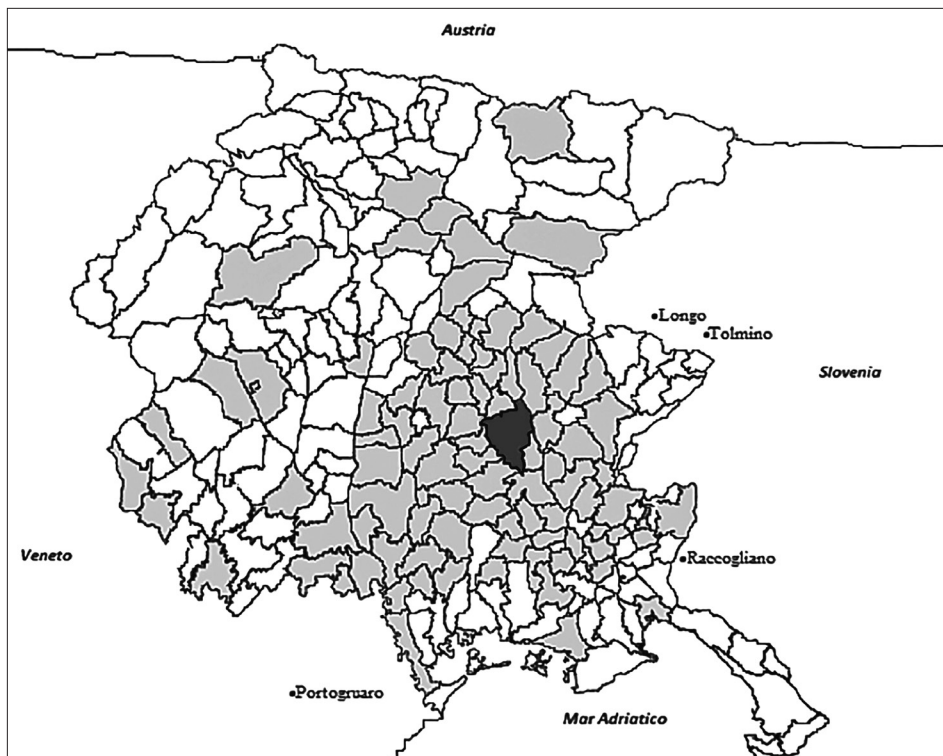 Austria
Longo
Tolmino
Slovenia
Veneto
Raccogliano
Portogruaro
Mar Adriatico